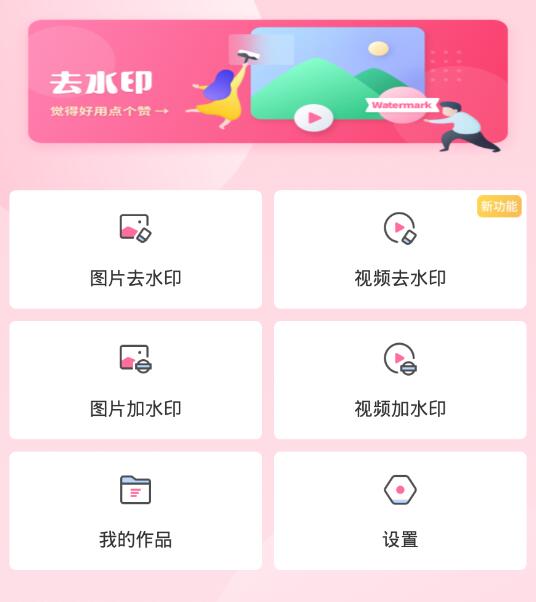 去水印
觉得好用点个赞 →
Watermark
新功能
图片去水印
视频去水印
图片加水印
视频加水印
我的作品
设置